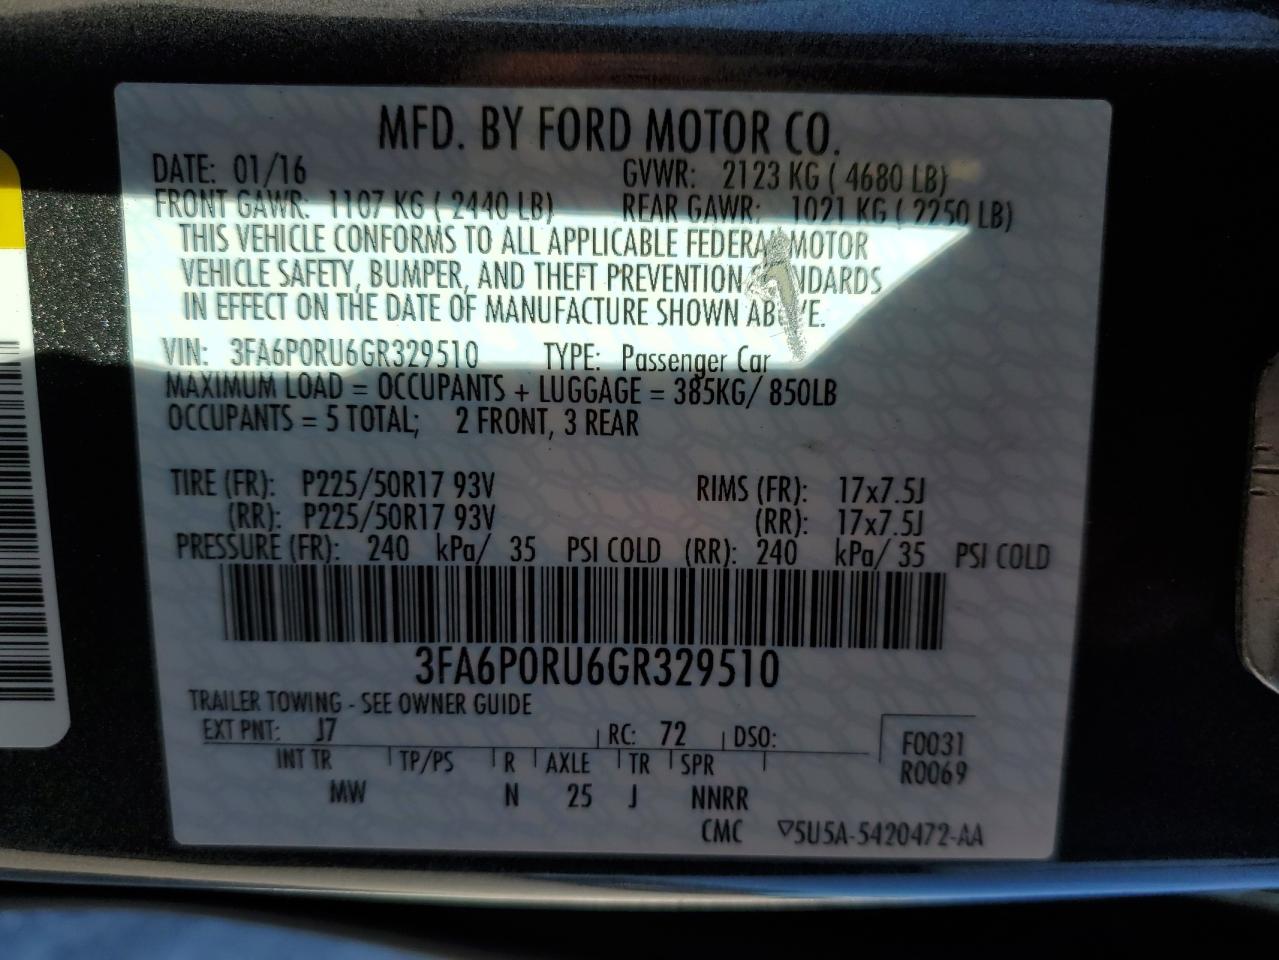 MFD. BY FORD MOTOR CO.
DATE: 01/16 GVWR: 2123 KG ( 4680 LB)
FRONT GAWR: 1107 KG ( 2440 LB) REAR GAWR: 1021 KG ( 2250 LB)
THIS VEHICLE CONFORMS TO ALL APPLICABLE FEDERAL MOTOR
VEHICLE SAFETY, BUMPER, AND THEFT PREVENTION STANDARDS
IN EFFECT ON THE DATE OF MANUFACTURE SHOWN ABOVE.
VIN: 3FA6P0RU6GR329510 TYPE: Passenger Car
MAXIMUM LOAD = OCCUPANTS + LUGGAGE = 385KG/ 850LB
OCCUPANTS = 5 TOTAL; 2 FRONT, 3 REAR
TIRE (FR): P225/50R17 93V RIMS (FR): 17x7.5J
(RR): P225/50R17 93V (RR): 17x7.5J
PRESSURE (FR): 240 kPa/ 35 PSI COLD (RR): 240 kPa/ 35 PSI COLD
3FA6P0RU6GR329510
TRAILER TOWING - SEE OWNER GUIDE
EXT PNT: J7 RC: 72 DSO:
F0031
INT TR TP/PS R AXLE TR SPR
R0069
MW N 25 J NNRR
CMC ▽5U5A-5420472-AA